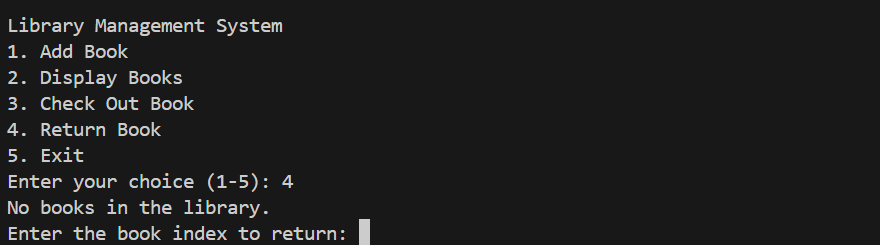 Library Management System
1. Add Book
2. Display Books
3. Check Out Book
4. Return Book
5. Exit
Enter your choice (1-5): 4
No books in the library.
Enter the book index to return: